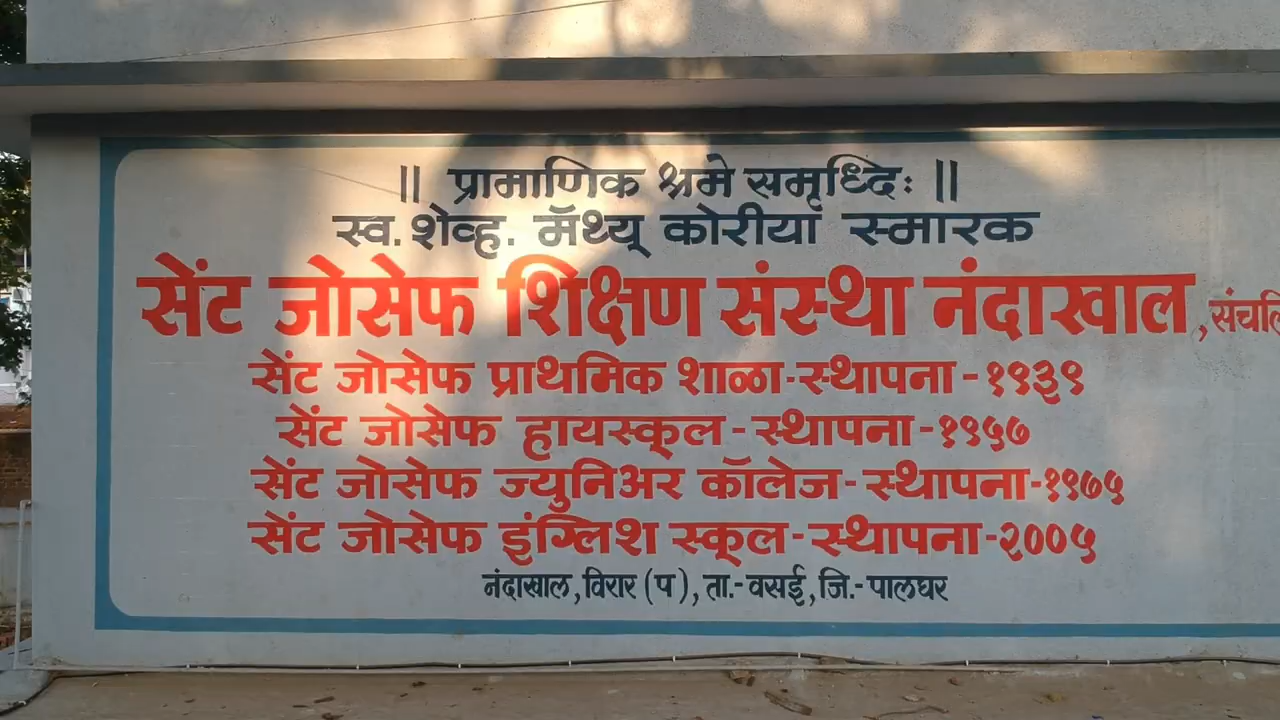 || प्रामाणिक श्रमे समृध्दिः ||
स्व. शेव्ह. मॅथ्यू कोरीया स्मारक
सेंट जोसेफ शिक्षण संस्था नंदाखाल,
सेंट जोसेफ प्राथमिक शाळा-स्थापना-१९३९
सेंट जोसेफ हायस्कूल-स्थापना-१९५७
सेंट जोसेफ ज्युनिअर कॉलेज-स्थापना-१९७५
सेंट जोसेफ इंग्लिश स्कूल-स्थापना-२००५
नंदाखाल, विरार (प), ता.- वसई, जि.- पालघर